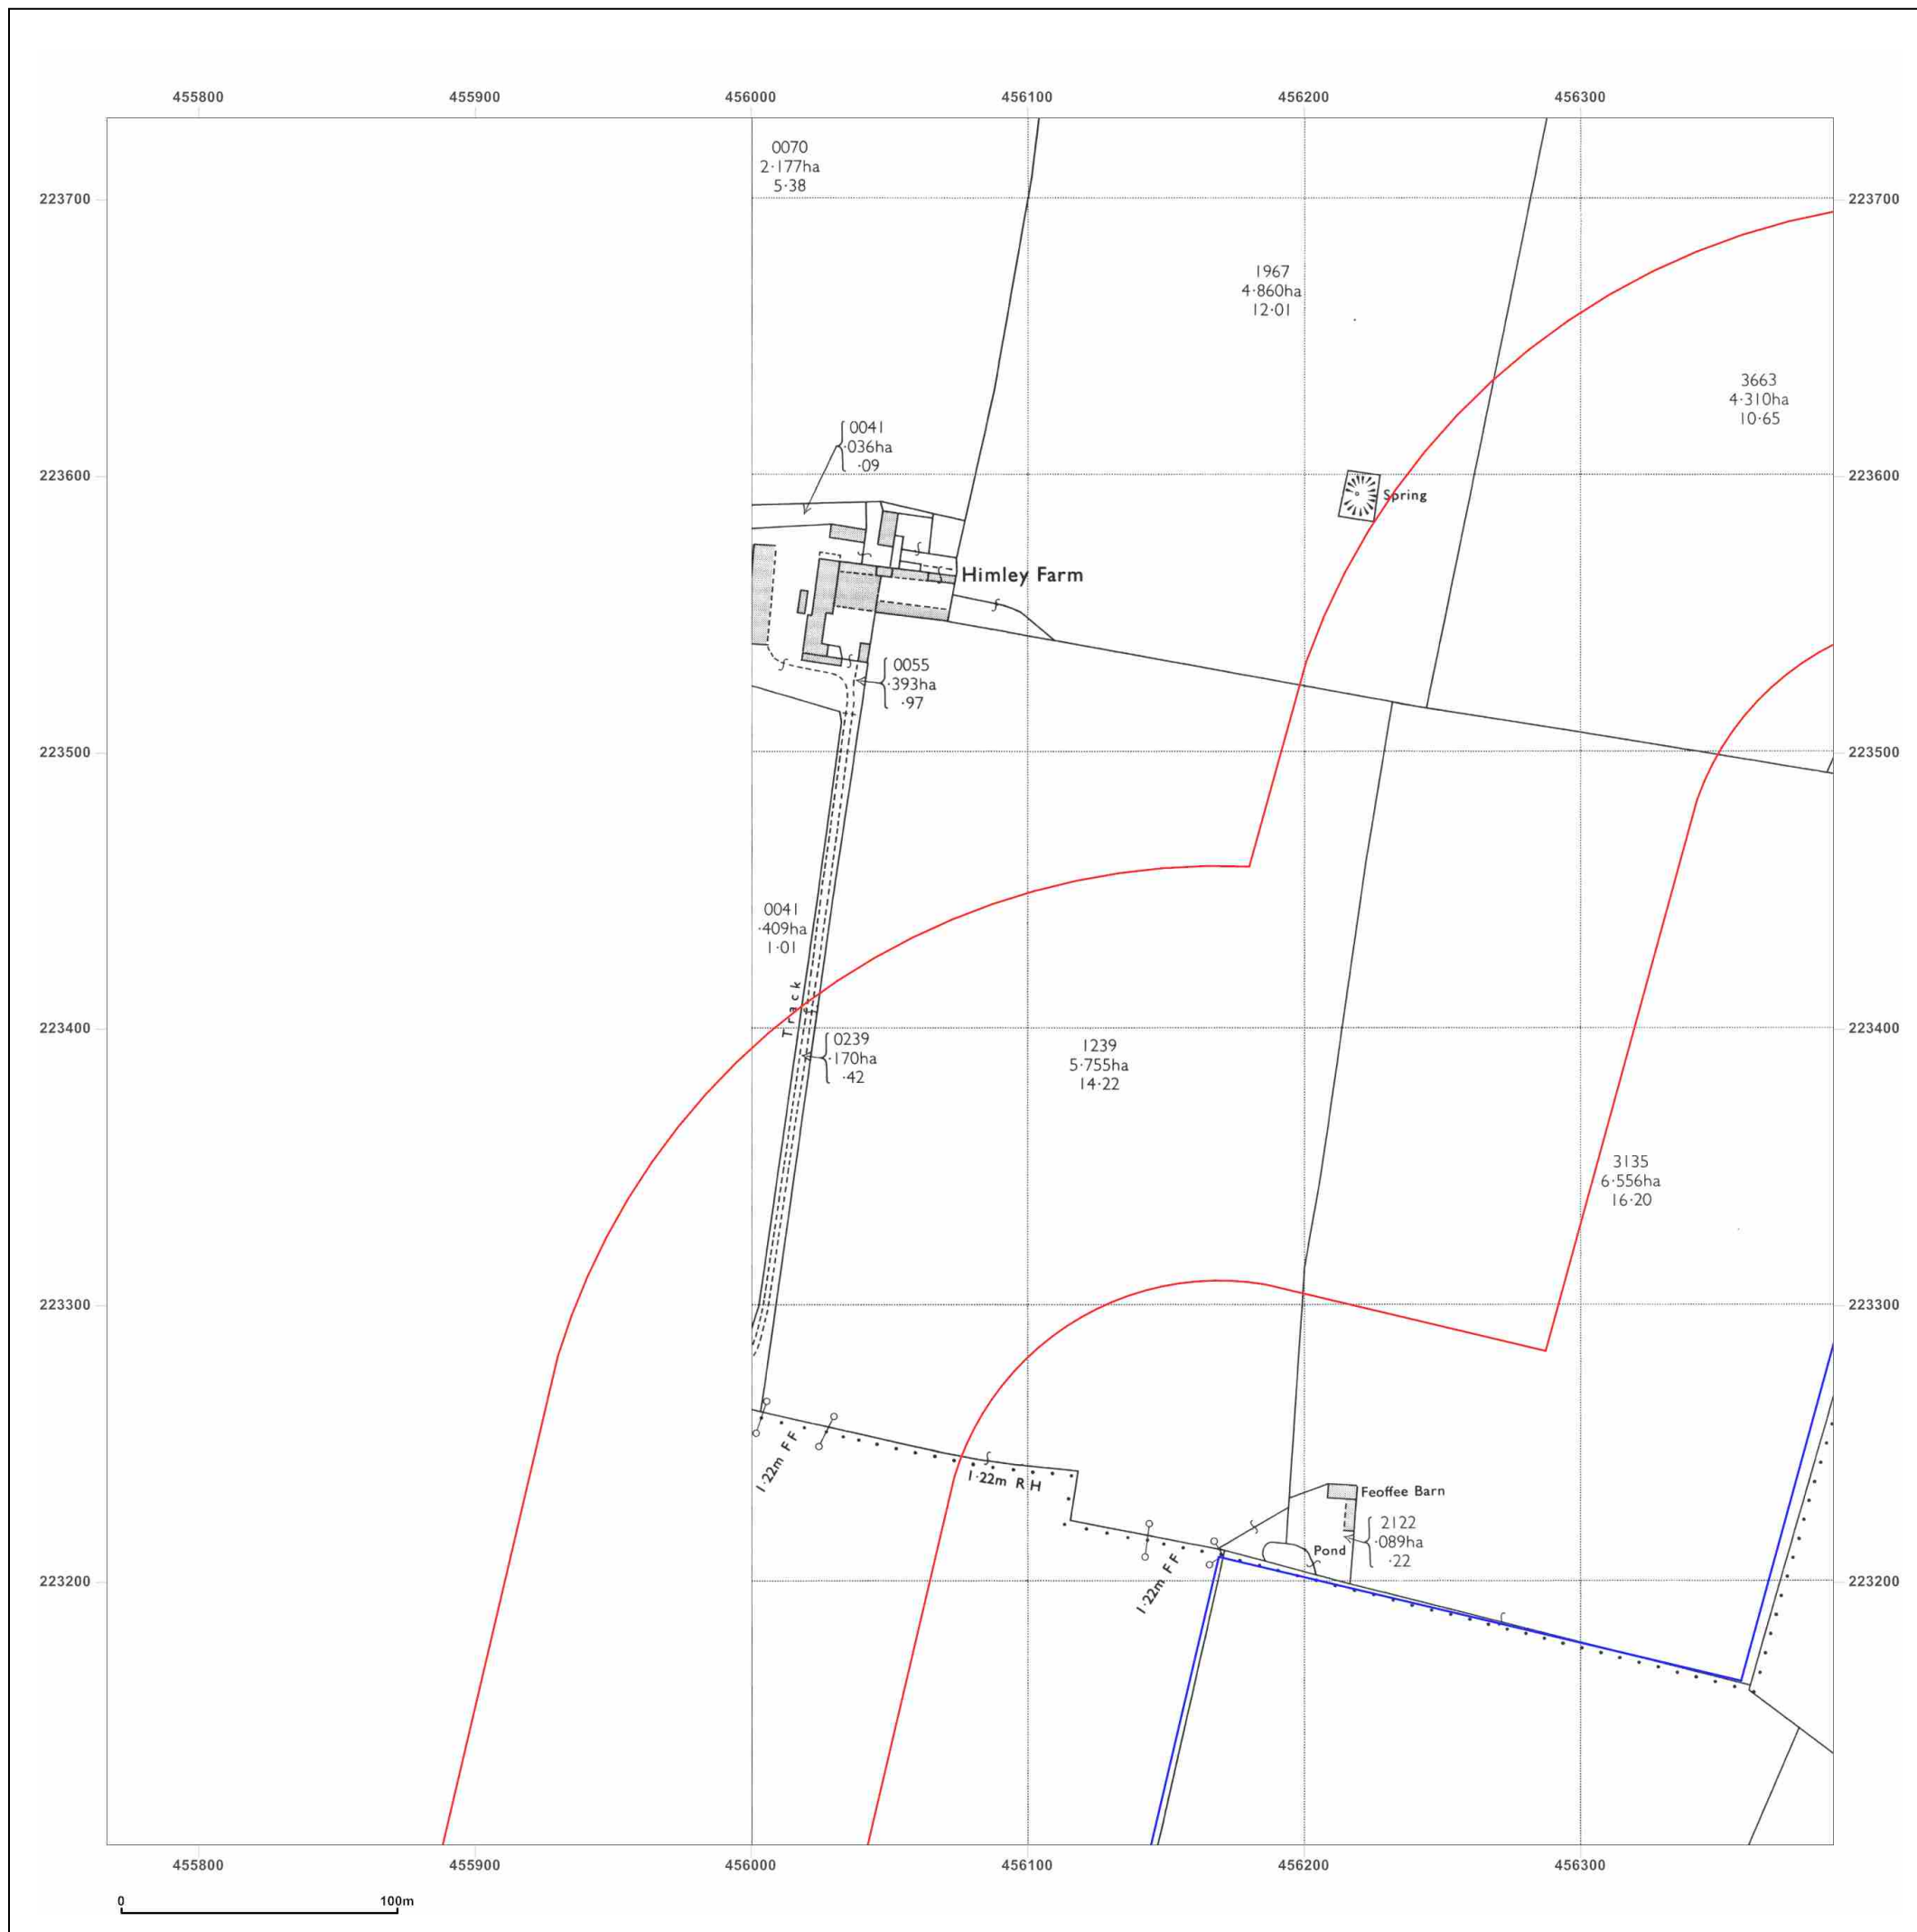 455800 455900 456000 456100 456200 456300
0070
2·177ha
5·38
223700 223700
1967
4·860ha
12·01
3663
4·310ha
10·65
0041
·036ha
·09
223600 223600
Spring
Himley Farm
0055
·393ha
·97
223500 223500
0041
·409ha
1·01
Track
223400 223400
0239
·170ha
·42
1239
5·755ha
14·22
3135
6·556ha
16·20
223300 223300
1·22m FF
1·22m RH
Feoffee Barn
2122
·089ha
·22
Pond
1·22m FF
223200 223200
455800 455900 456000 456100 456200 456300
0 100m